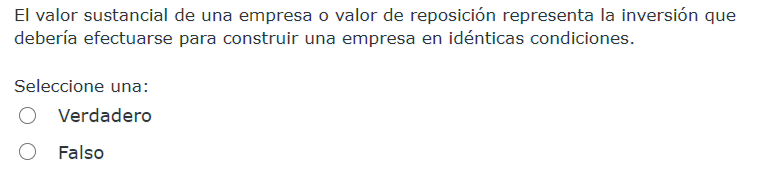 El valor sustancial de una empresa o valor de reposición representa la inversión que
debería efectuarse para construir una empresa en idénticas condiciones.
Seleccione una:
Verdadero
Falso